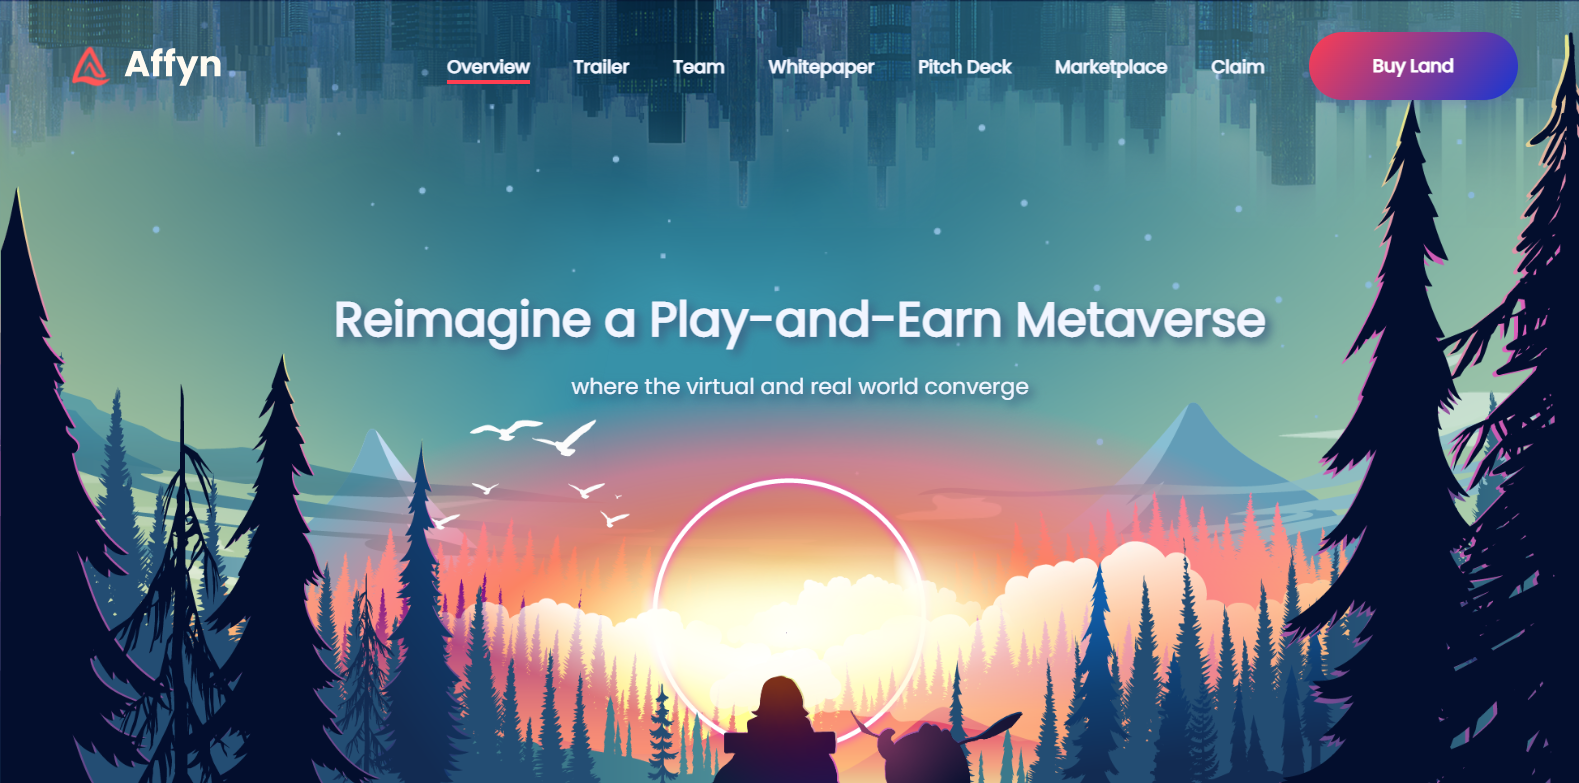 Affyn
Overview Trailer Team Whitepaper Pitch Deck Marketplace Claim Buy Land
Reimagine a Play-and-Earn Metaverse
where the virtual and real world converge